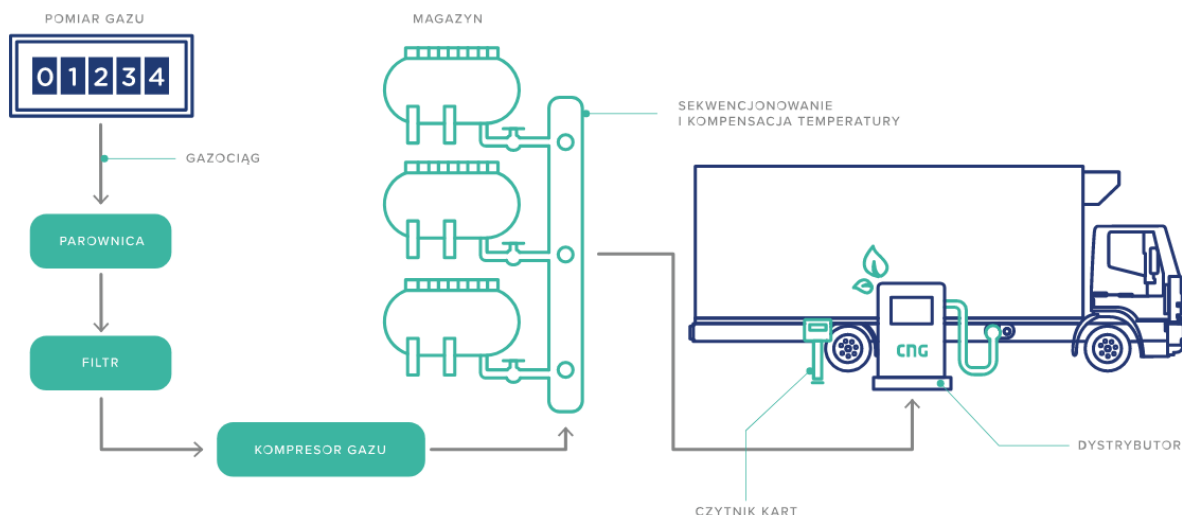 POMIAR GAZU
01234
GAZOCIĄG
PAROWNICA
FILTR
KOMPRESOR GAZU
MAGAZYN
SEKWENCJONOWANIE
I KOMPENSACJA TEMPERATURY
CNG
DYSTRYBUTOR
CZYTNIK KART